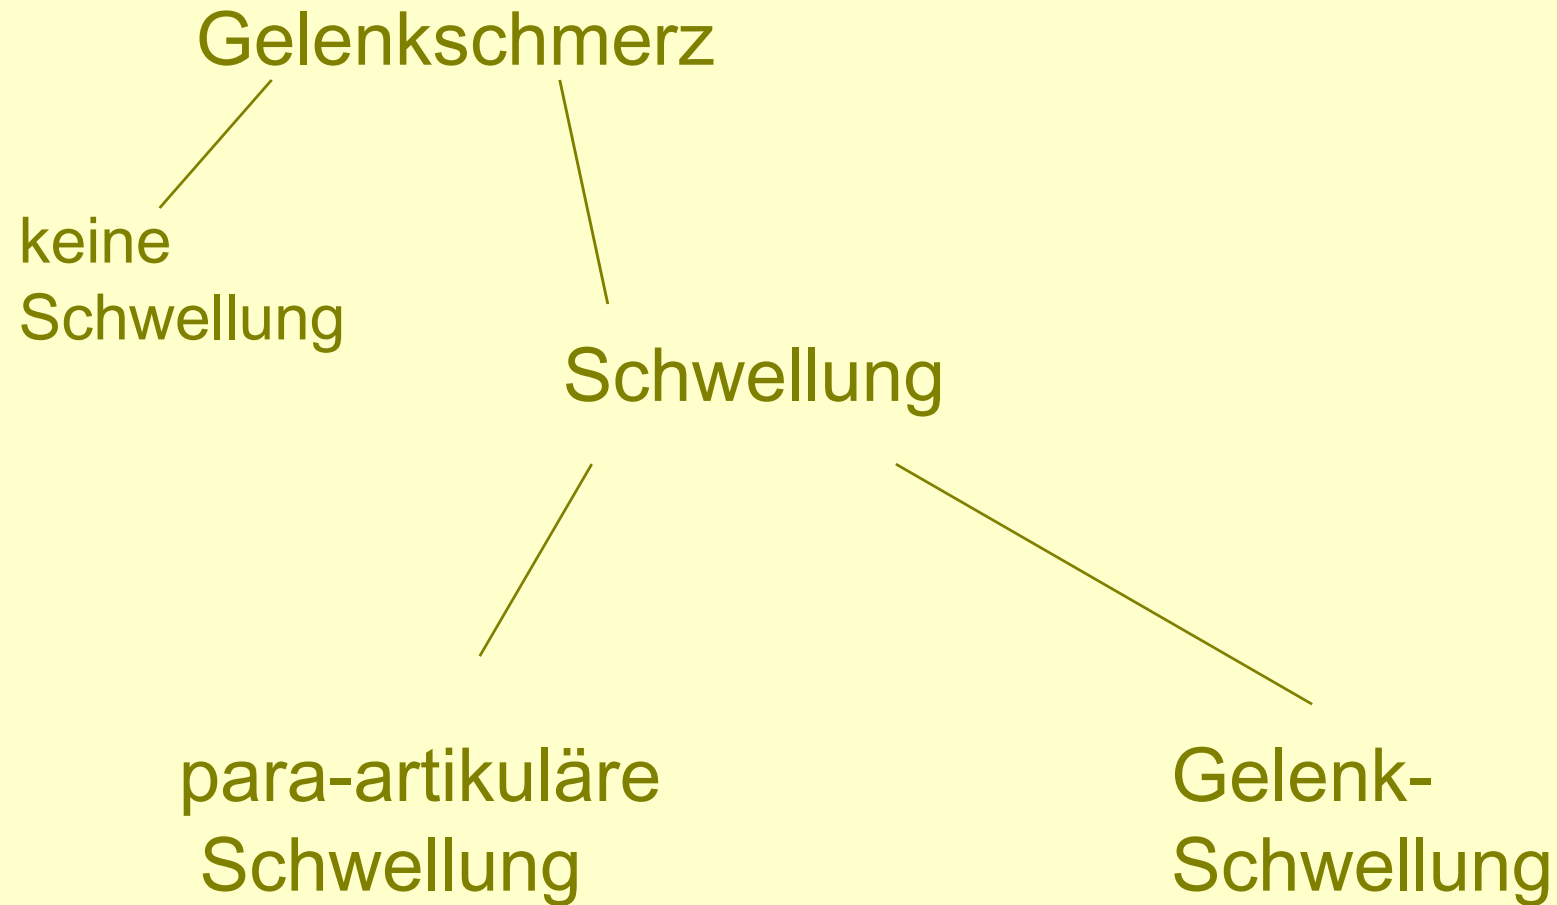 Gelenkschmerz
keine
Schwellung
Schwellung
para-artikuläre
Schwellung
Gelenk-
Schwellung